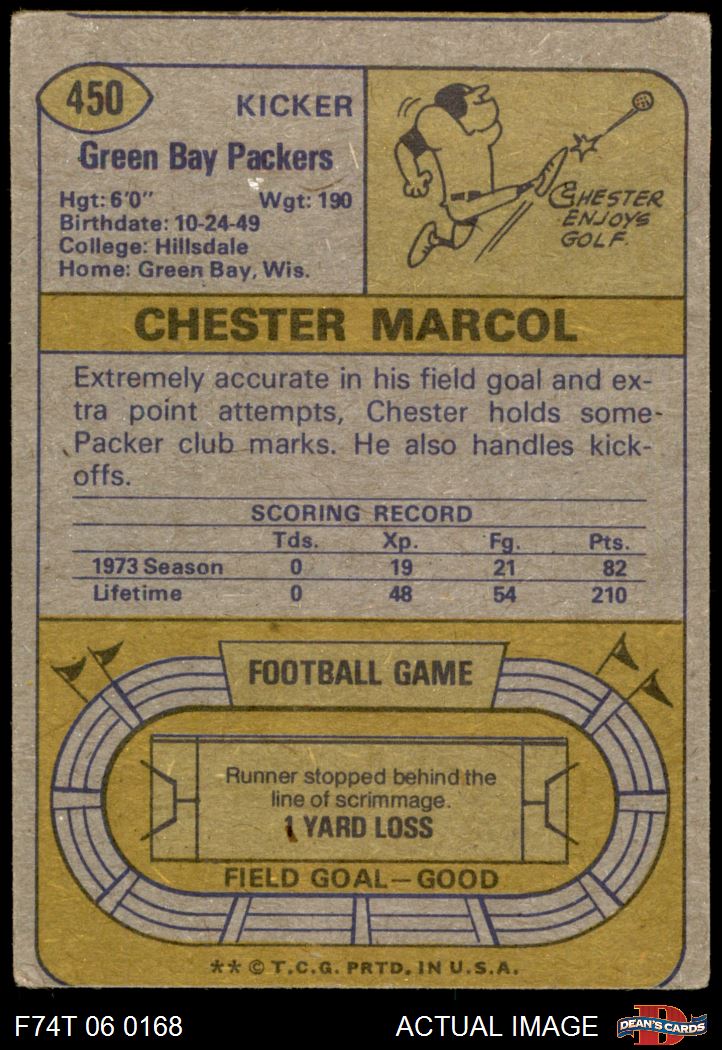 450
KICKER
Green Bay Packers
Hgt: 6'0" Wgt: 190
Birthdate: 10-24-49
College: Hillsdale
Home: Green Bay, Wis.
CHESTER
ENJOYS
GOLF.
CHESTER MARCOL
Extremely accurate in his field goal and ex-
tra point attempts, Chester holds some
Packer club marks. He also handles kick-
offs.
SCORING RECORD
Tds. Xp. Fg. Pts.
1973 Season 0 19 21 82
Lifetime 0 48 54 210
FOOTBALL GAME
Runner stopped behind the
line of scrimmage.
1 YARD LOSS
FIELD GOAL—GOOD
** © T.C.G. PRTD. IN U.S.A.
F74T 06 0168 ACTUAL IMAGE
D
DEAN'S CARDS